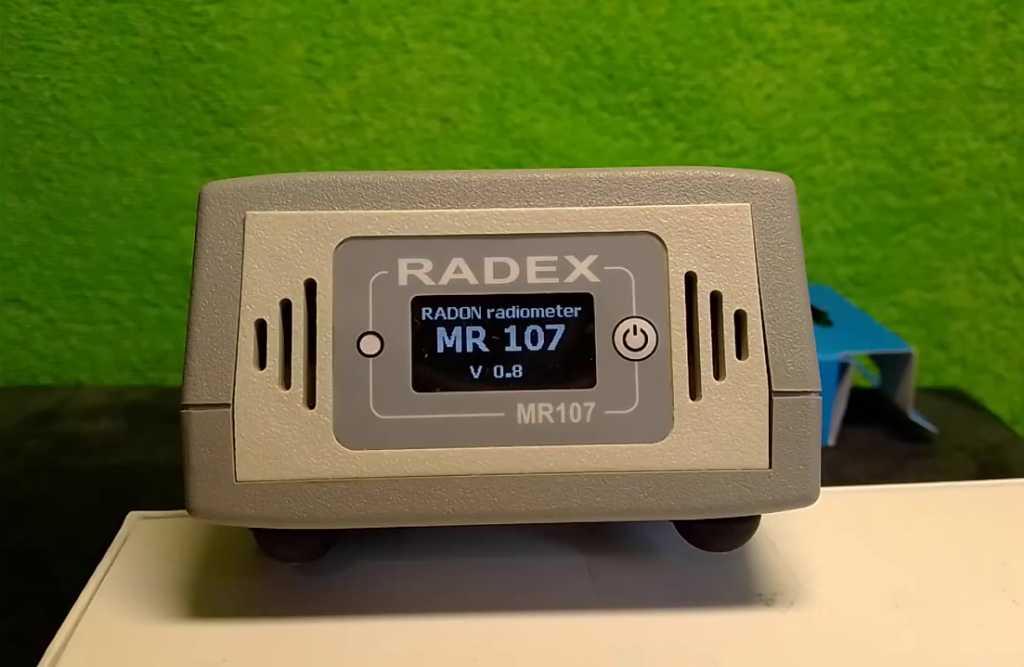 RADEX
RADON radiometer
MR 107
V 0.8
MR107